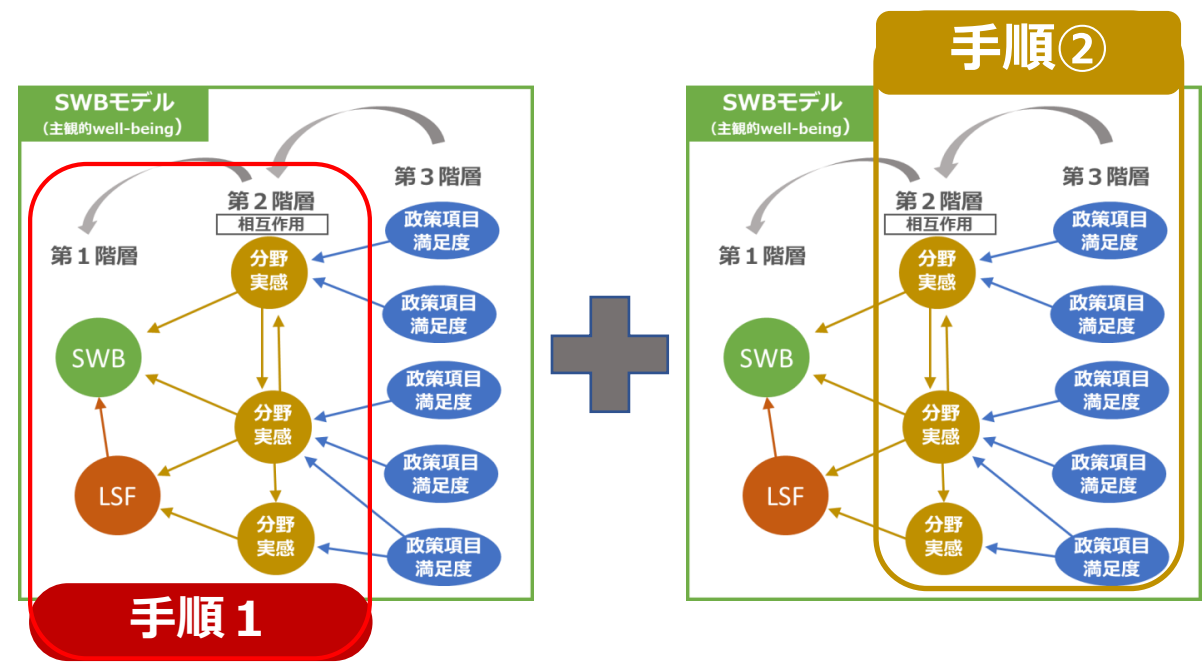 手順②
SWBモデル
(主観的well-being)
第３階層
第２階層
相互作用
第１階層
政策項目
満足度
分野
実感
政策項目
満足度
SWB
政策項目
満足度
分野
実感
政策項目
満足度
LSF
分野
実感
政策項目
満足度
手順１
SWBモデル
(主観的well-being)
第３階層
第２階層
相互作用
第１階層
政策項目
満足度
分野
実感
政策項目
満足度
SWB
政策項目
満足度
分野
実感
政策項目
満足度
LSF
分野
実感
政策項目
満足度